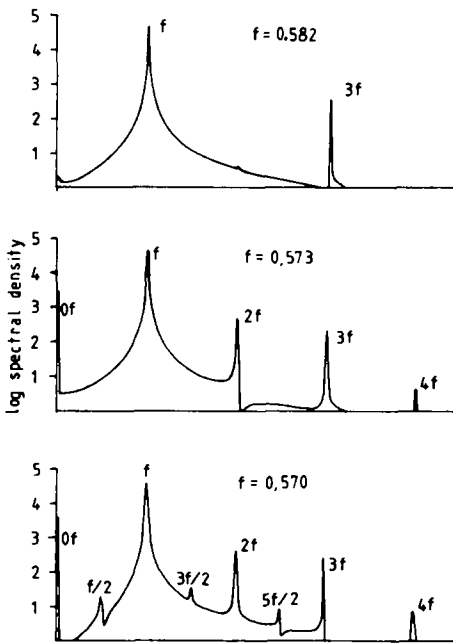 5
f
f = 0.582
4
3
3f
2
1
log spectral density
5
f
f = 0,573
4
0f
3
2f
2
3f
1
4f
5
f
f = 0,570
4
0f
3
2f
3f
2
f/2
3f/2
5f/2
1
4f
0